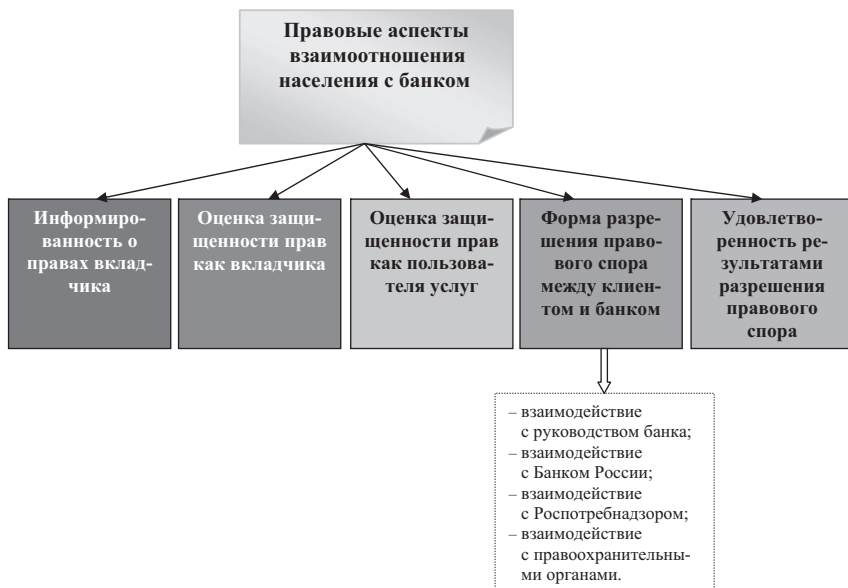 Правовые аспекты
взаимоотношения
населения с банком
Информиро-
ванность о
правах вклад-
чика
Оценка защи-
щенности прав
как вкладчика
Оценка защи-
щенности прав
как пользова-
теля услуг
Форма разре-
шения право-
вого спора
между клиен-
том и банком
Удовлетво-
ренность ре-
зультатами
разрешения
правового
спора
– взаимодействие
с руководством банка;
– взаимодействие
с Банком России;
– взаимодействие
с Роспотребнадзором;
– взаимодействие
с правоохранительны-
ми органами.